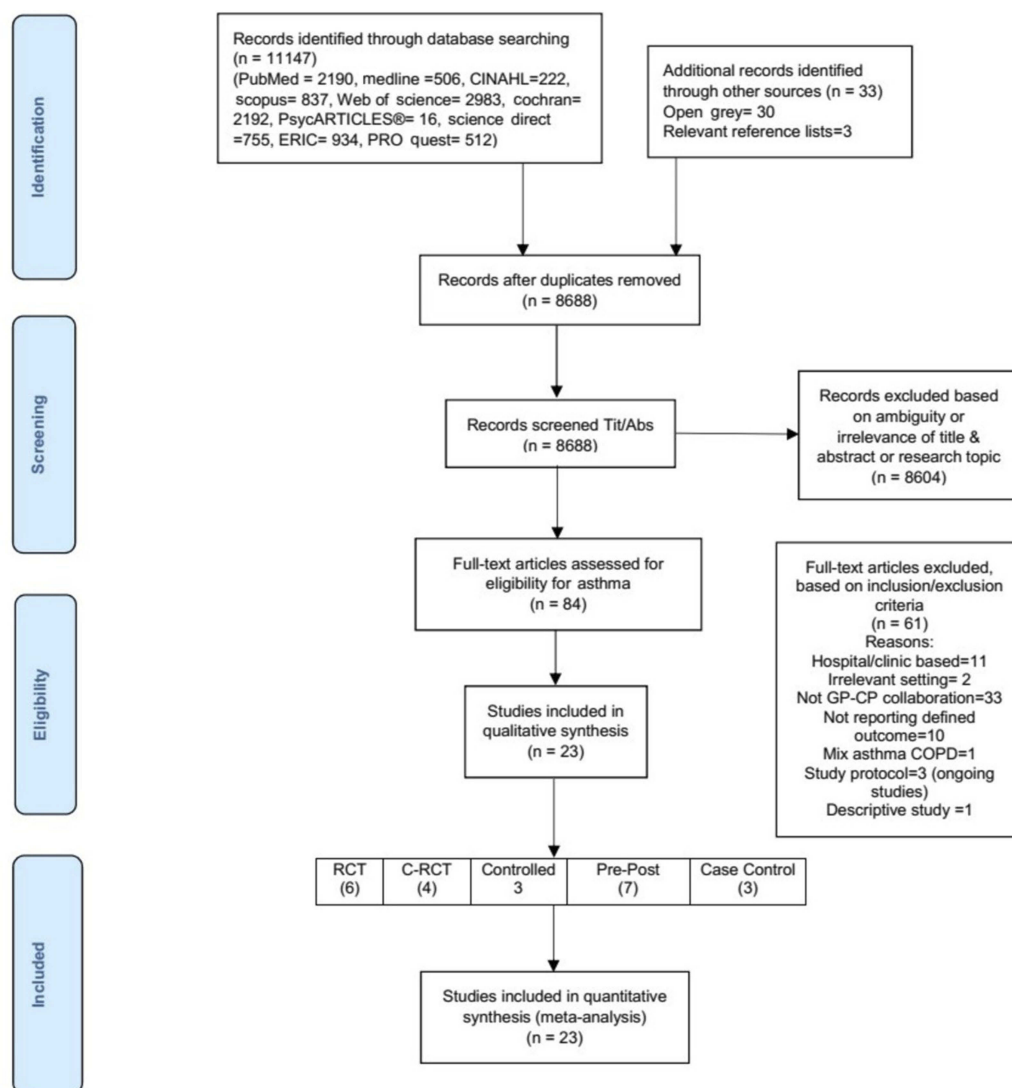 Identification
Records identified through database searching
(n = 11147)
(PubMed = 2190, medline =506, CINAHL=222,
scopus= 837, Web of science= 2983, cochran=
2192, PsycARTICLES®= 16, science direct
=755, ERIC= 934, PRO quest= 512)
Additional records identified
through other sources (n = 33)
Open grey= 30
Relevant reference lists=3
Records after duplicates removed
(n = 8688)
Screening
Records screened Tit/Abs
(n = 8688)
Records excluded based
on ambiguity or
irrelevance of title &
abstract or research topic
(n = 8604)
Eligibility
Full-text articles assessed for
eligibility for asthma
(n = 84)
Full-text articles excluded,
based on inclusion/exclusion
criteria
(n = 61)
Reasons:
Hospital/clinic based=11
Irrelevant setting= 2
Not GP-CP collaboration=33
Not reporting defined
outcome=10
Mix asthma COPD=1
Study protocol=3 (ongoing
studies)
Descriptive study =1
Studies included in
qualitative synthesis
(n = 23)
Included
RCT
(6)
C-RCT
(4)
Controlled
3
Pre-Post
(7)
Case Control
(3)
Studies included in quantitative
synthesis (meta-analysis)
(n = 23)